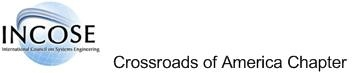 INCOSE
International Council on Systems Engineering
Crossroads of America Chapter